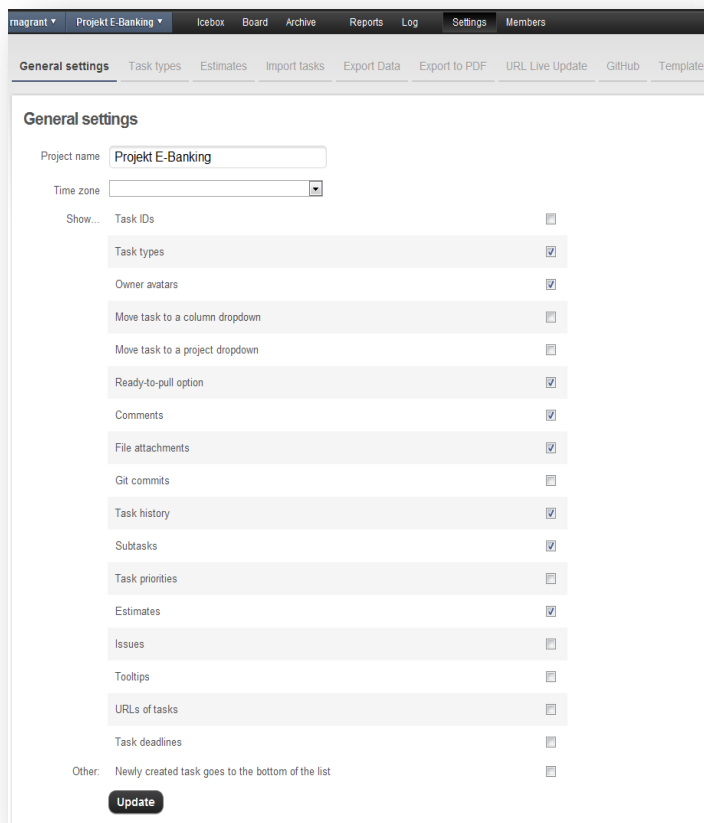 magrant Projekt E-Banking Icebox Board Archive Reports Log Settings Members
General settings Task types Estimates Import tasks Export Data Export to PDF URL Live Update GitHub Template
General settings
Project name Projekt E-Banking
Time zone
Show... Task IDs
Task types
Owner avatars
Move task to a column dropdown
Move task to a project dropdown
Ready-to-pull option
Comments
File attachments
Git commits
Task history
Subtasks
Task priorities
Estimates
Issues
Tooltips
URLs of tasks
Task deadlines
Other: Newly created task goes to the bottom of the list
Update